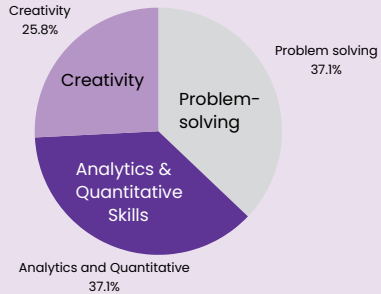 Creativity
25.8%
Problem solving
37.1%
Creativity
Problem-
solving
Analytics &
Quantitative
Skills
Analytics and Quantitative
37.1%